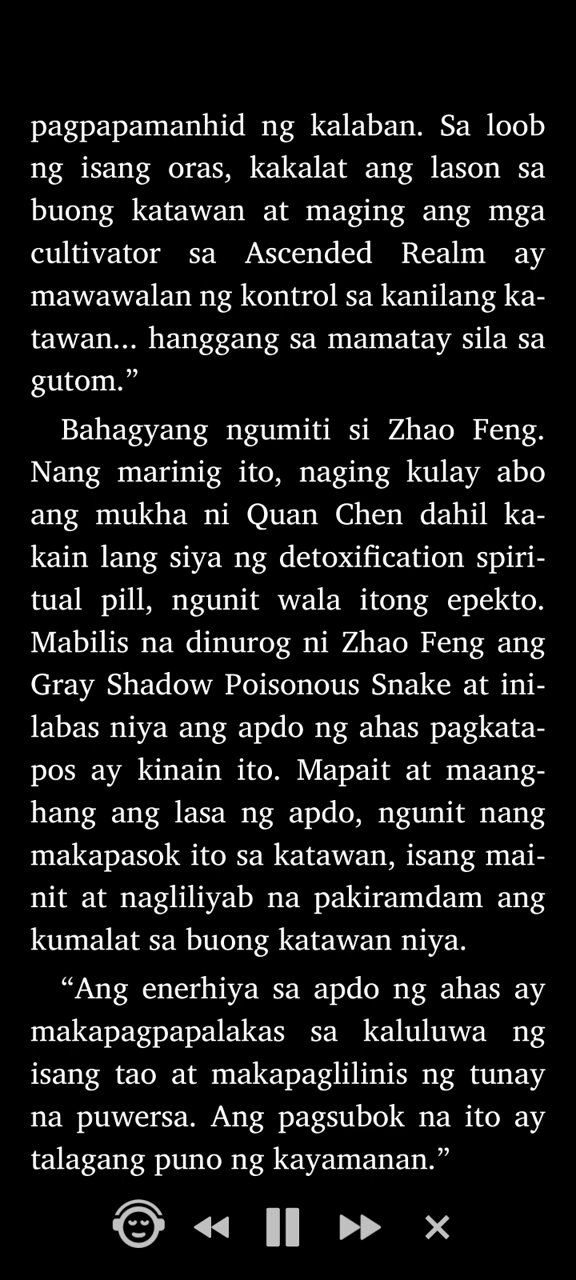 pagpapamanhid ng kalaban. Sa loob
ng isang oras, kakalat ang lason sa
buong katawan at maging ang mga
cultivator sa Ascended Realm ay
mawawalan ng kontrol sa kanilang ka-
tawan... hanggang sa mamatay sila sa
gutom.”
Bahagyang ngumiti si Zhao Feng.
Nang marinig ito, naging kulay abo
ang mukha ni Quan Chen dahil ka-
kain lang siya ng detoxification spiri-
tual pill, ngunit wala itong epekto.
Mabilis na dinurog ni Zhao Feng ang
Gray Shadow Poisonous Snake at ini-
labas niya ang apdo ng ahas pagkata-
pos ay kinain ito. Mapait at maang-
hang ang lasa ng apdo, ngunit nang
makapasok ito sa katawan, isang mai-
nit at nagliliyab na pakiramdam ang
kumalat sa buong katawan niya.
“Ang enerhiya sa apdo ng ahas ay
makapagpapalakas sa kaluluwa ng
isang tao at makapaglilinis ng tunay
na puwersa. Ang pagsubok na ito ay
talagang puno ng kayamanan.”